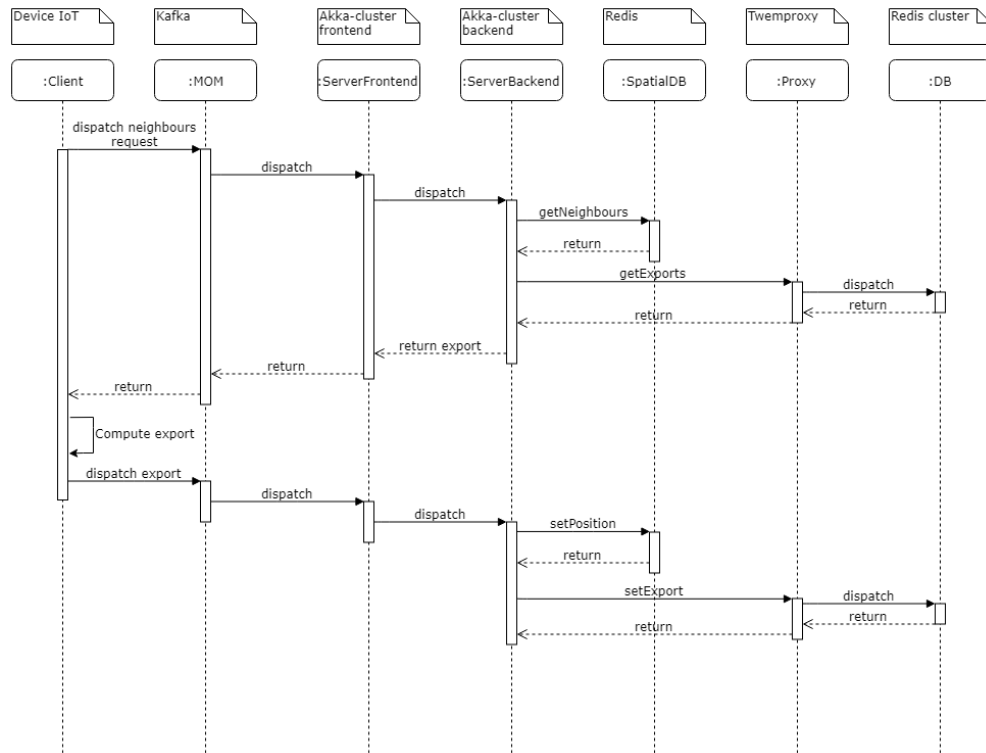 Device IoT
Kafka
Akka-cluster
frontend
Akka-cluster
backend
Redis
Twemproxy
Redis cluster
:Client
:MOM
:ServerFrontend
:ServerBackend
:SpatialDB
:Proxy
:DB
dispatch neighbours
request
dispatch
dispatch
getNeighbours
return
getExports
dispatch
return
return
return export
return
return
Compute export
dispatch export
dispatch
dispatch
setPosition
return
setExport
dispatch
return
return